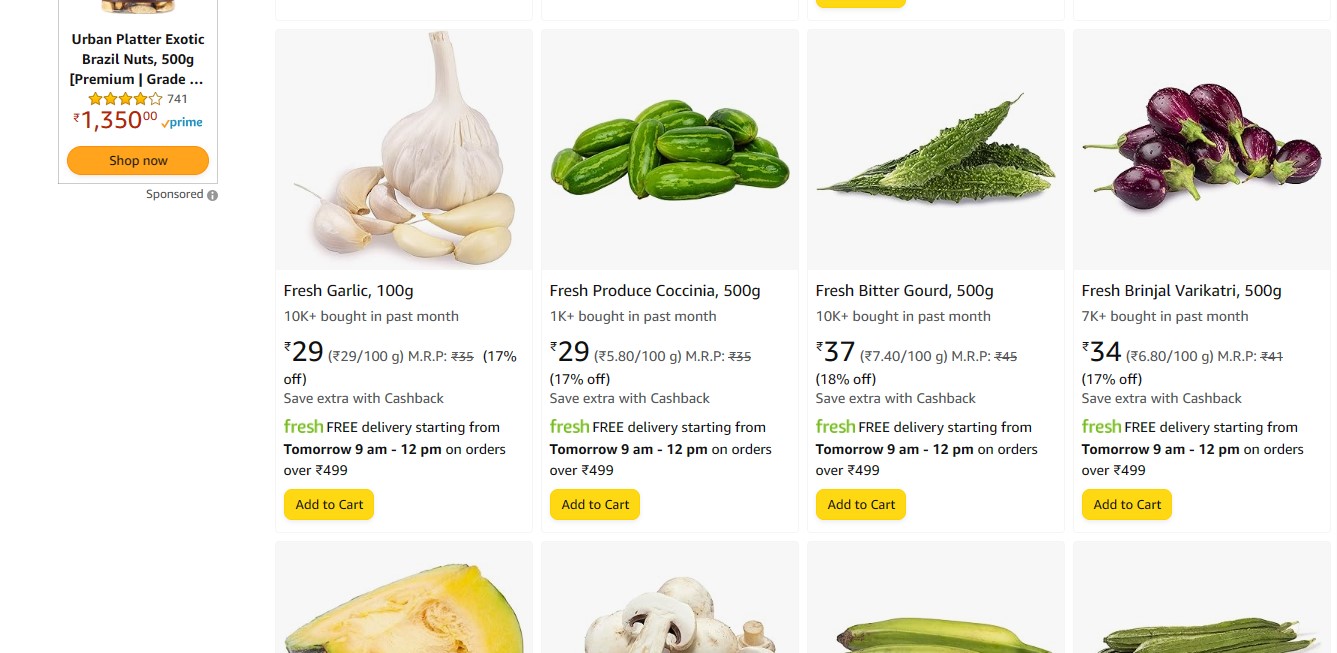 Urban Platter Exotic
Brazil Nuts, 500g
[Premium | Grade ...
741
₹1,35000 prime
Shop now
Sponsored
Fresh Garlic, 100g
10K+ bought in past month
₹29 (₹29/100 g) M.R.P: ₹35 (17%
off)
Save extra with Cashback
fresh FREE delivery starting from
Tomorrow 9 am - 12 pm on orders
over ₹499
Add to Cart
Fresh Produce Coccinia, 500g
1K+ bought in past month
₹29 (₹5.80/100 g) M.R.P: ₹35
(17% off)
Save extra with Cashback
fresh FREE delivery starting from
Tomorrow 9 am - 12 pm on orders
over ₹499
Add to Cart
Fresh Bitter Gourd, 500g
10K+ bought in past month
₹37 (₹7.40/100 g) M.R.P: ₹45
(18% off)
Save extra with Cashback
fresh FREE delivery starting from
Tomorrow 9 am - 12 pm on orders
over ₹499
Add to Cart
Fresh Brinjal Varikatri, 500g
7K+ bought in past month
₹34 (₹6.80/100 g) M.R.P: ₹41
(17% off)
Save extra with Cashback
fresh FREE delivery starting from
Tomorrow 9 am - 12 pm on orders
over ₹499
Add to Cart